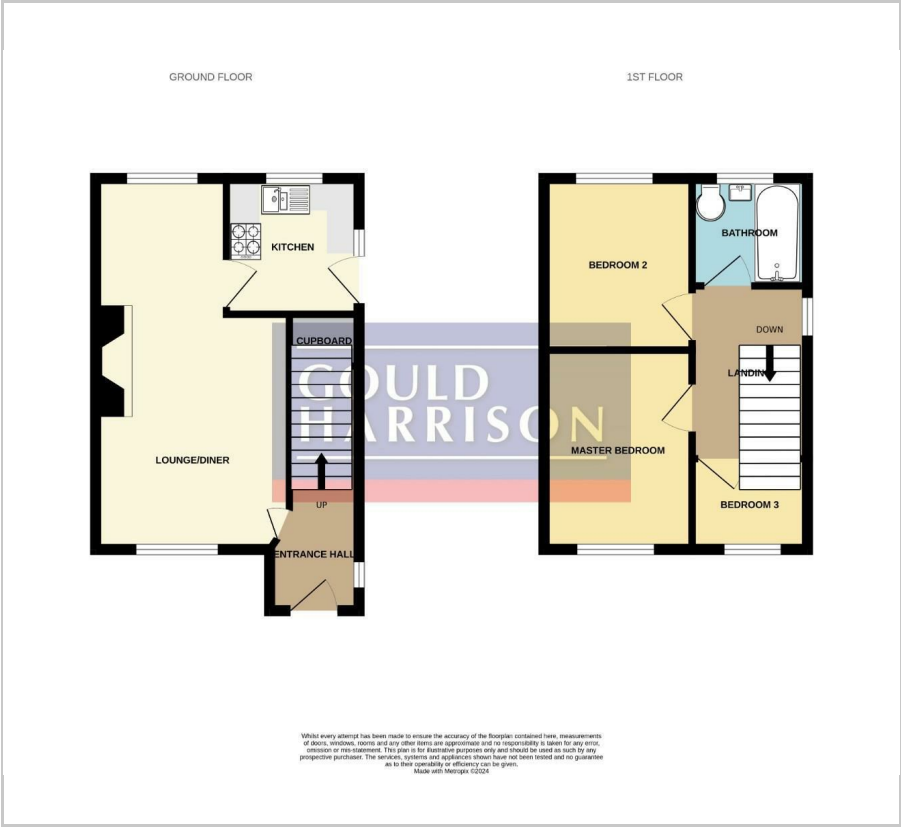 GROUND FLOOR
1ST FLOOR
KITCHEN
CUPBOARD
LOUNGE/DINER
UP
ENTRANCE HALL
BATHROOM
BEDROOM 2
DOWN
LANDING
MASTER BEDROOM
BEDROOM 3
GOULD
HARRISON
Whilst every attempt has been made to ensure the accuracy of the floorplan contained here, measurements
of doors, windows, rooms and any other items are approximate and no responsibility is taken for any error,
omission or mis-statement. This plan is for illustrative purposes only and should be used as such by any
prospective purchaser. The services, systems and appliances shown have not been tested and no guarantee
as to their operability or efficiency can be given.
Made with Metropix ©2024